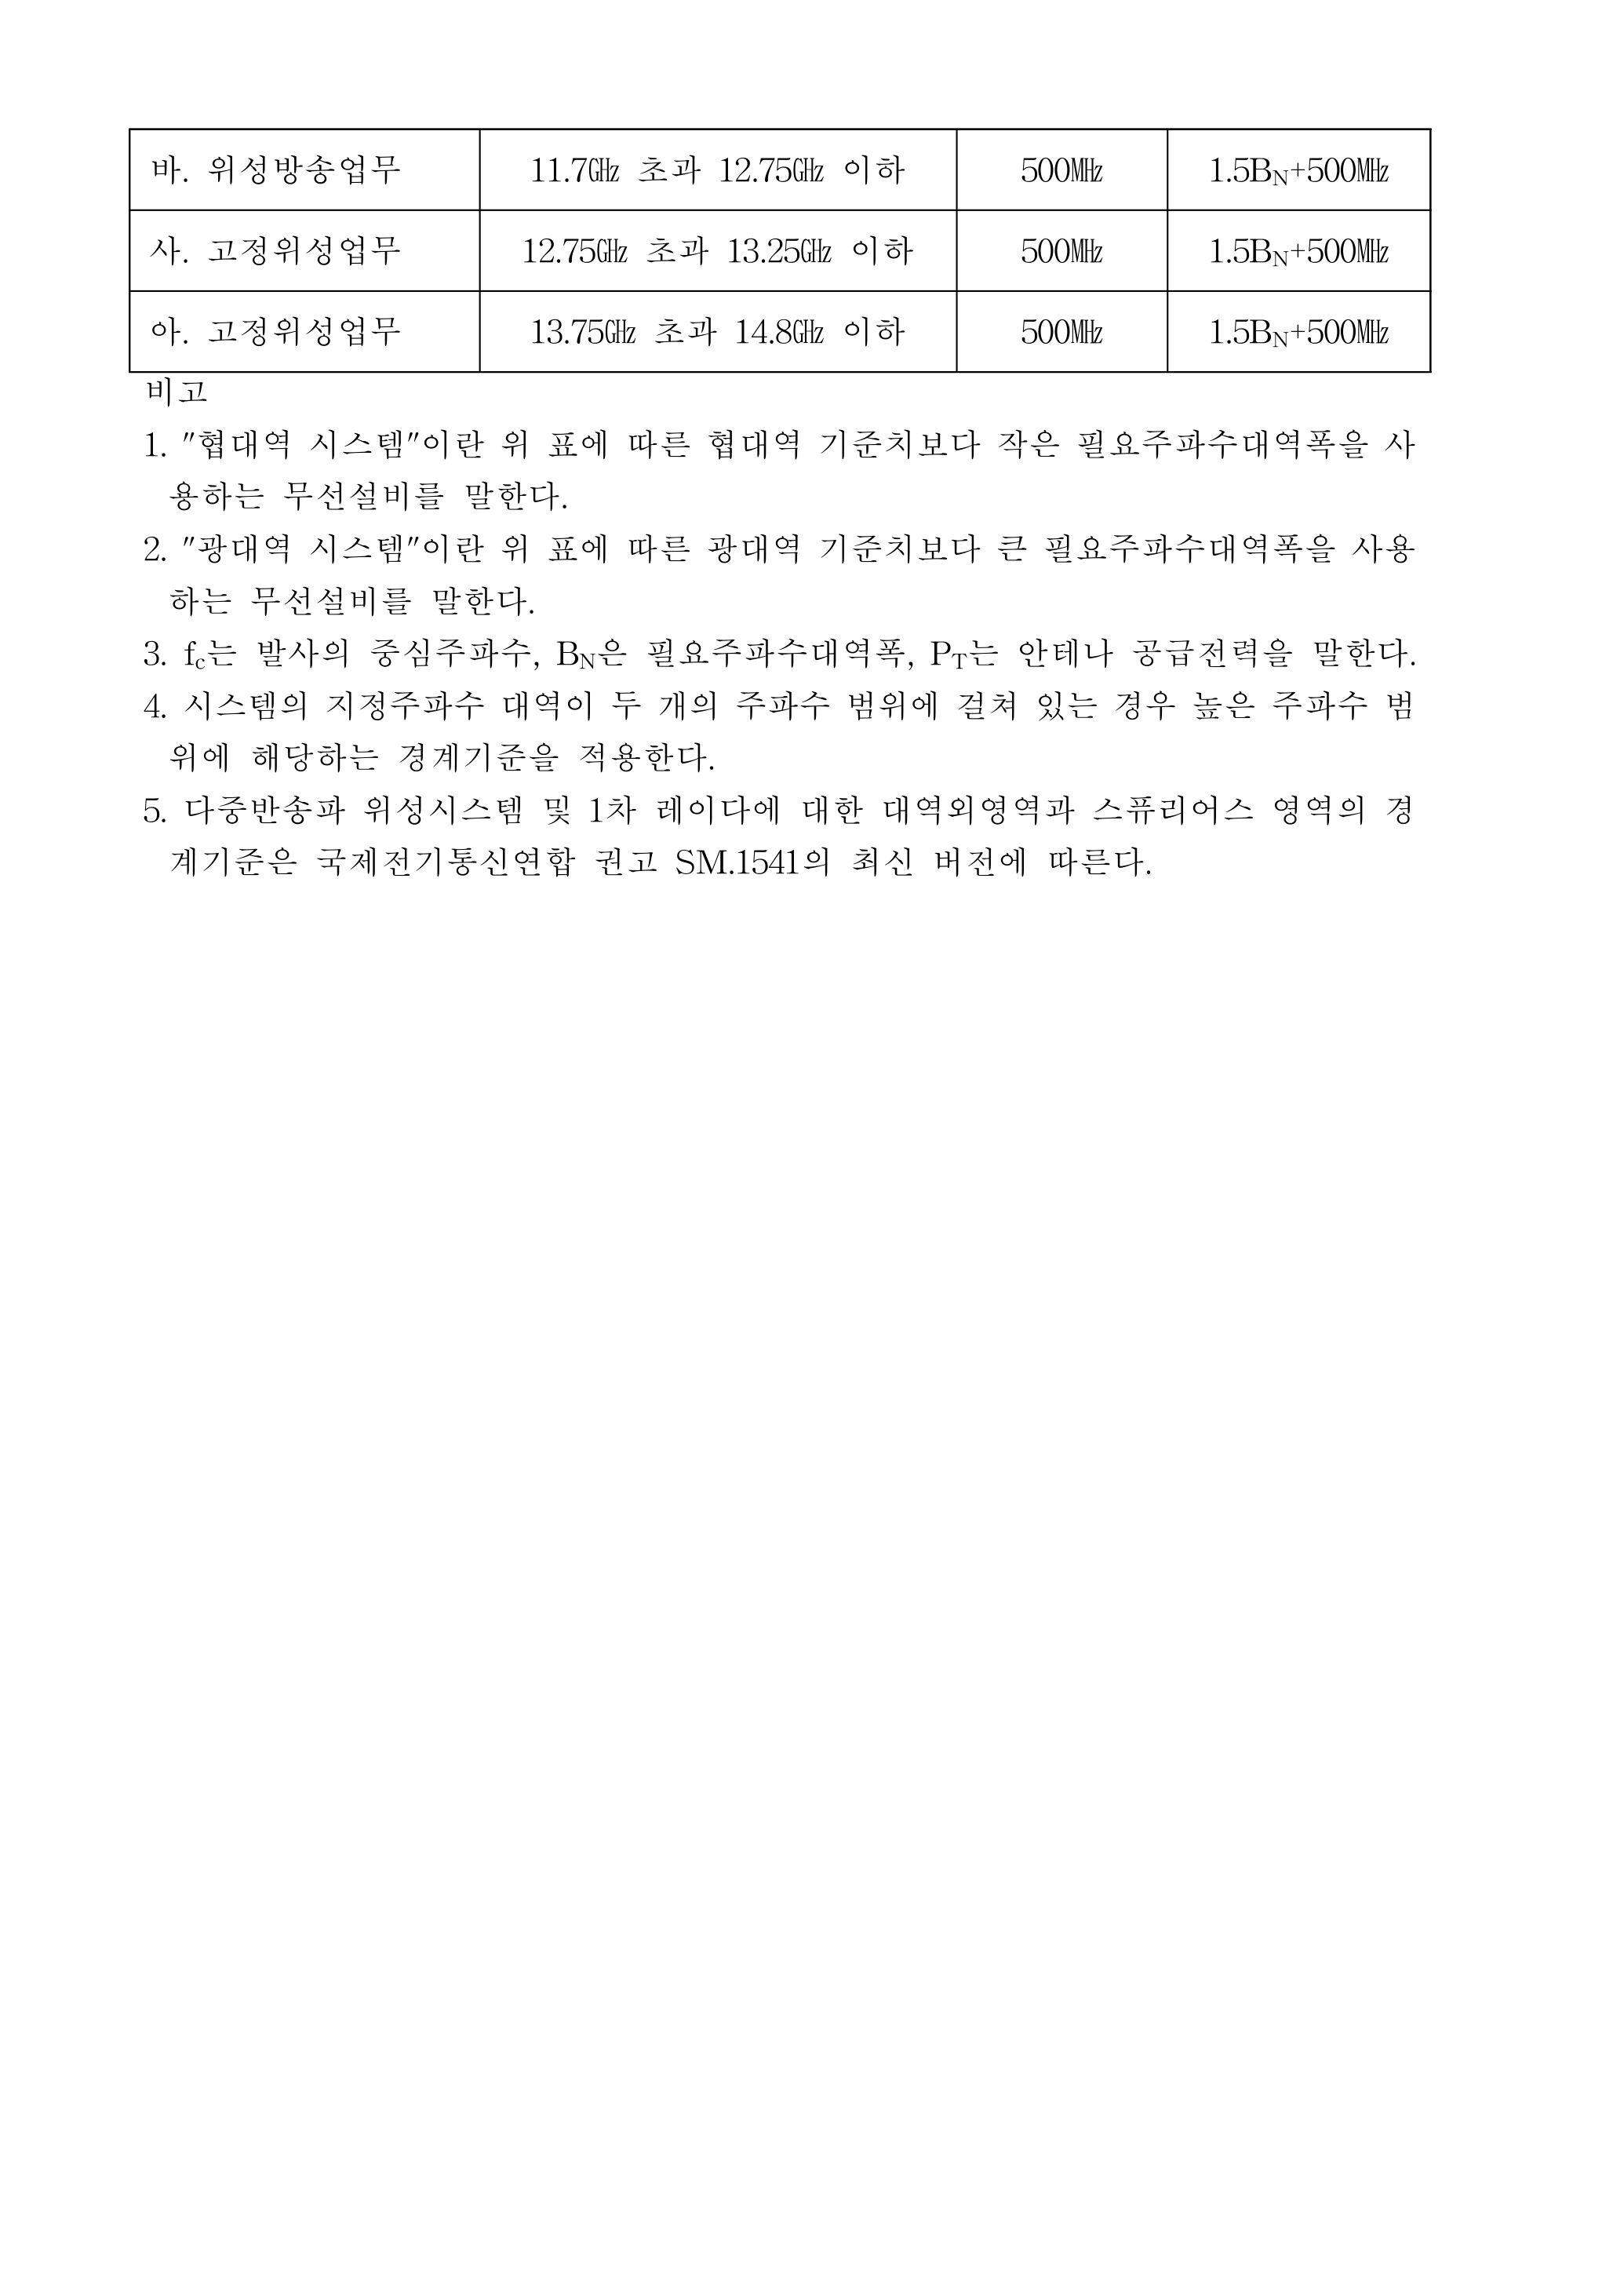 바. 위성방송업무 11.7㎓ 초과 12.75㎓ 이하 500㎒ 1.5BN+500㎒
사. 고정위성업무 12.75㎓ 초과 13.25㎓ 이하 500㎒ 1.5BN+500㎒
아. 고정위성업무 13.75㎓ 초과 14.8㎓ 이하 500㎒ 1.5BN+500㎒
비고
1. "협대역 시스템"이란 위 표에 따른 협대역 기준치보다 작은 필요주파수대역폭을 사
용하는 무선설비를 말한다.
2. "광대역 시스템"이란 위 표에 따른 광대역 기준치보다 큰 필요주파수대역폭을 사용
하는 무선설비를 말한다.
3. fc는 발사의 중심주파수, BN은 필요주파수대역폭, PT는 안테나 공급전력을 말한다.
4. 시스템의 지정주파수 대역이 두 개의 주파수 범위에 걸쳐 있는 경우 높은 주파수 범
위에 해당하는 경계기준을 적용한다.
5. 다중반송파 위성시스템 및 1차 레이다에 대한 대역외영역과 스퓨리어스 영역의 경
계기준은 국제전기통신연합 권고 SM.1541의 최신 버전에 따른다.